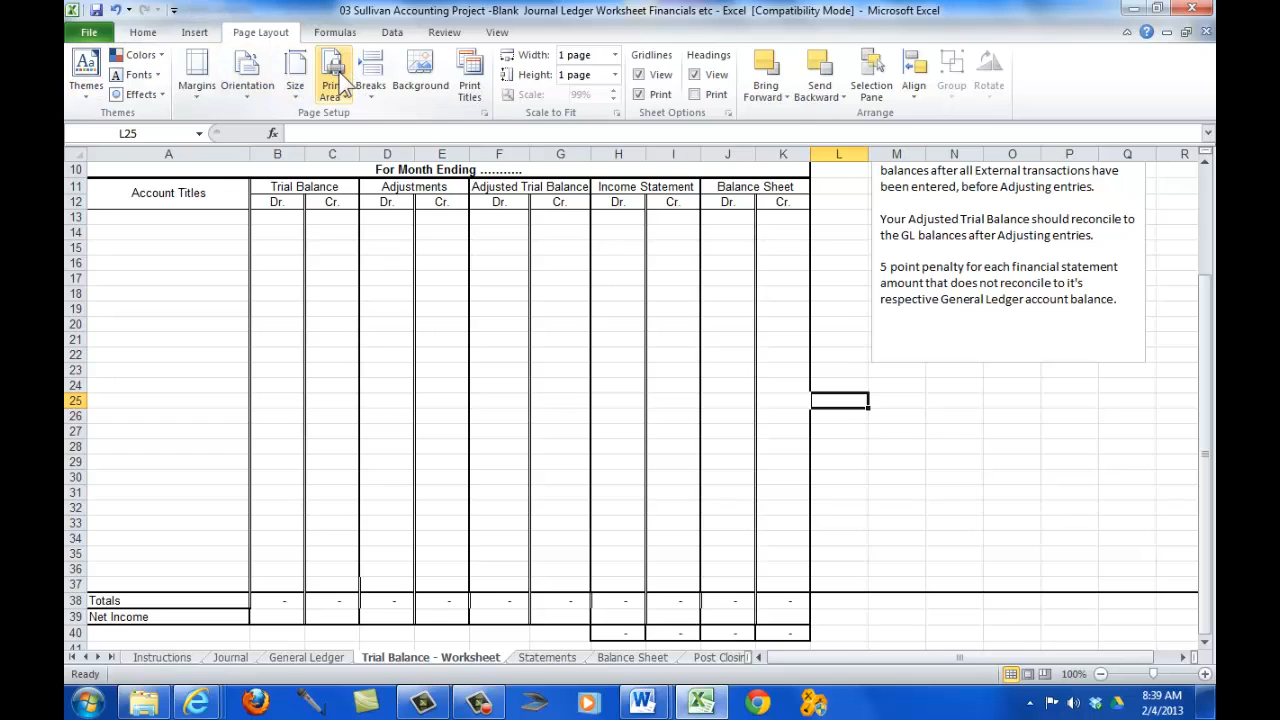 03 Sullivan Accounting Project -Blank Journal Ledger Worksheet Financials etc - Excel [Compatibility Mode] - Microsoft Excel
File Home Insert Page Layout Formulas Data Review View
Themes
Colors
Fonts
Effects
Themes
Margins
Orientation
Size
Print Area
Breaks
Background
Print Titles
Page Setup
Width: 1 page
Height: 1 page
Scale: 99%
Scale to Fit
Gridlines
View
Print
Headings
View
Print
Sheet Options
Bring Forward
Send Backward
Selection Pane
Align
Group
Rotate
Arrange
L25 fx
A B C D E F G H I J K L M N O P Q R
10 For Month Ending ...........
11 Account Titles Trial Balance Adjustments Adjusted Trial Balance Income Statement Balance Sheet
12 Dr. Cr. Dr. Cr. Dr. Cr. Dr. Cr. Dr. Cr.
13
14
15
16
17
18
19
20
21
22
23
24
25
26
27
28
29
30
31
32
33
34
35
36
37
38 Totals - - - - - - - - - -
39 Net Income
40 - - - -
41
balances after all External transactions have
been entered, before Adjusting entries.
Your Adjusted Trial Balance should reconcile to
the GL balances after Adjusting entries.
5 point penalty for each financial statement
amount that does not reconcile to it's
respective General Ledger account balance.
Instructions Journal General Ledger Trial Balance - Worksheet Statements Balance Sheet Post Closin
Ready 100%
8:39 AM
2/4/2013